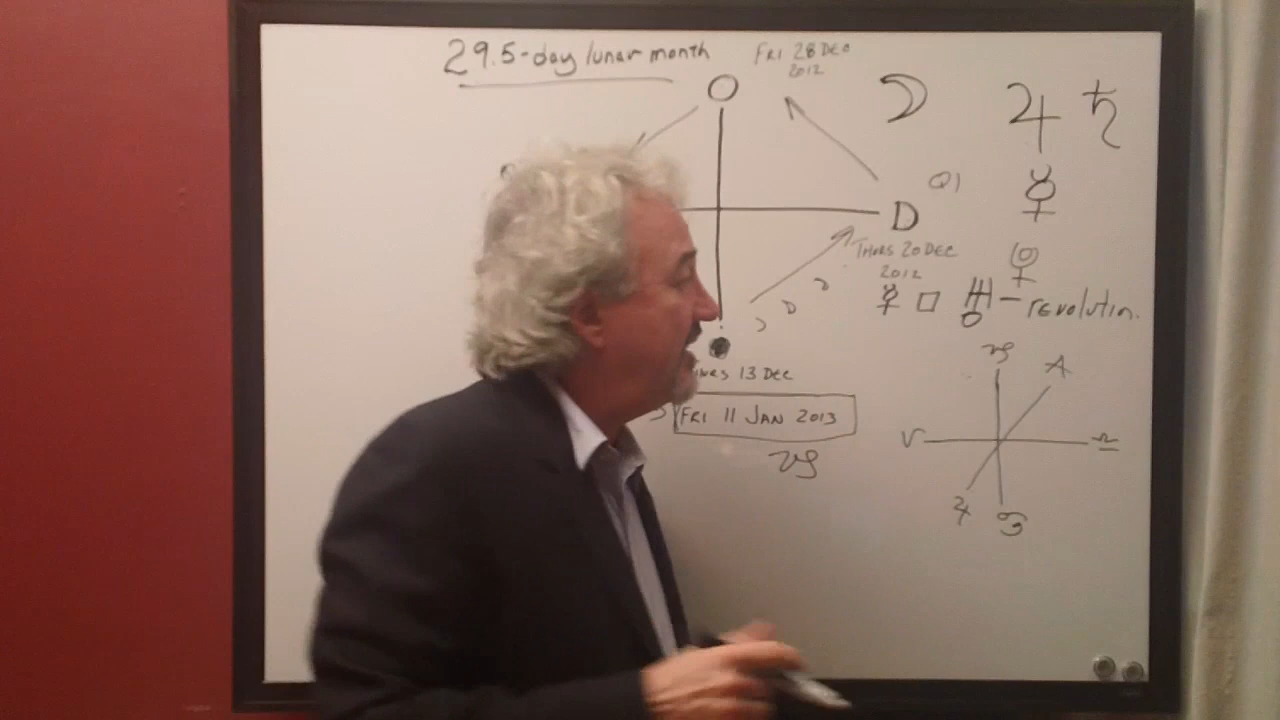 29.5-day lunar month
FRI 28 DEC
2012
☽ ♃ ♄
Q1
☿
D
THURS 20 DEC
2012
♀
☿ □ ♅ — revolution.
13 DEC
FRI 11 JAN 2013
♑
♑
♈ ♎
♃ ♋